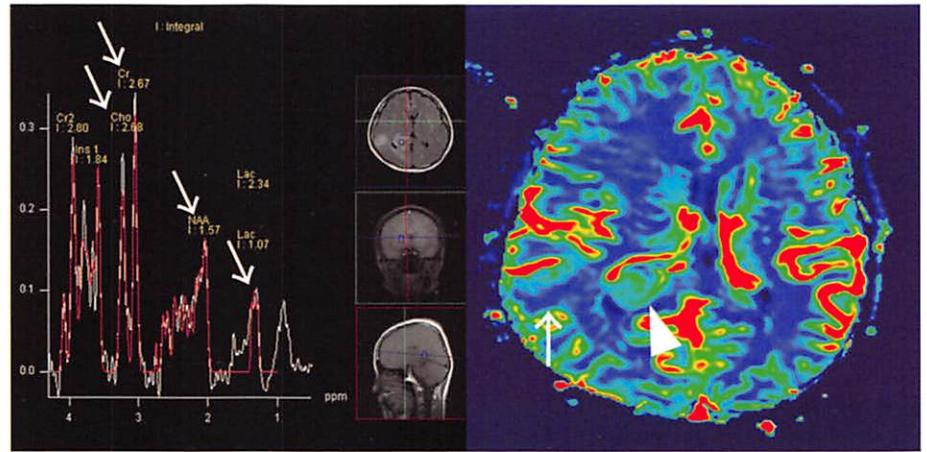 I : Integral
Cr
I : 2.67
Cr2
I : 2.80
Cho
I : 2.68
Ins 1
I : 1.84
Lac
I : 2.34
NAA
I : 1.57
Lac
I : 1.07
0.3
0.2
0.1
0.0
4
3
2
1
ppm